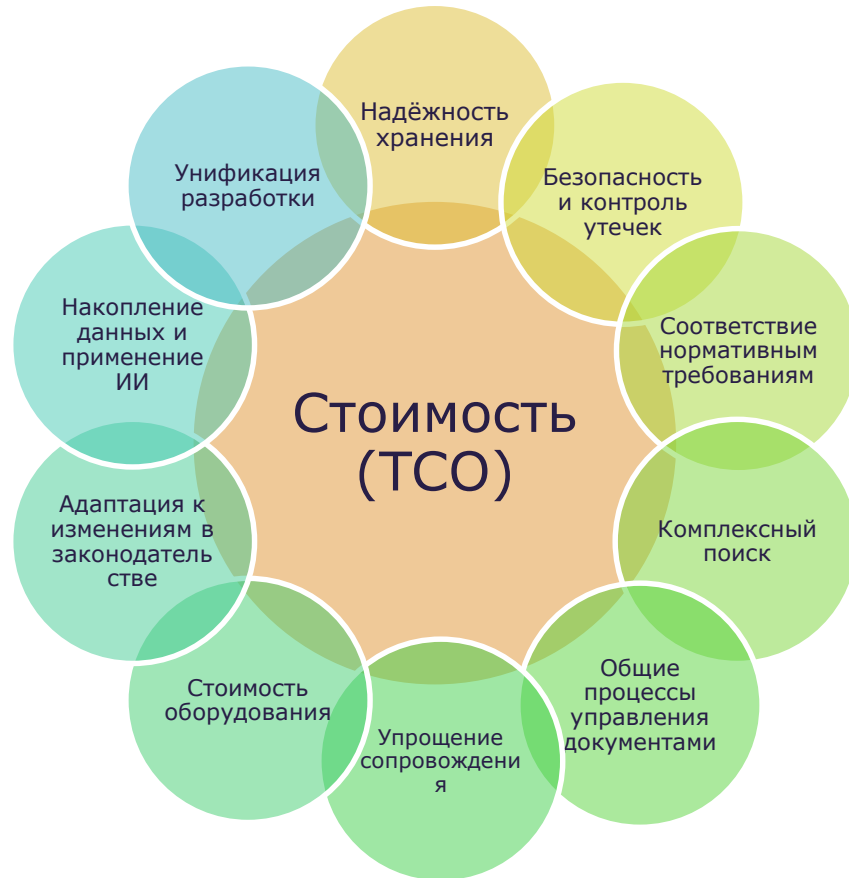 Надёжность
хранения
Безопасность
и контроль
утечек
Соответствие
нормативным
требованиям
Комплексный
поиск
Общие
процессы
управления
документами
Упрощение
сопровождени
я
Стоимость
оборудования
Адаптация к
изменениям в
законодатель
стве
Накопление
данных и
применение
ИИ
Унификация
разработки
Стоимость
(TCO)